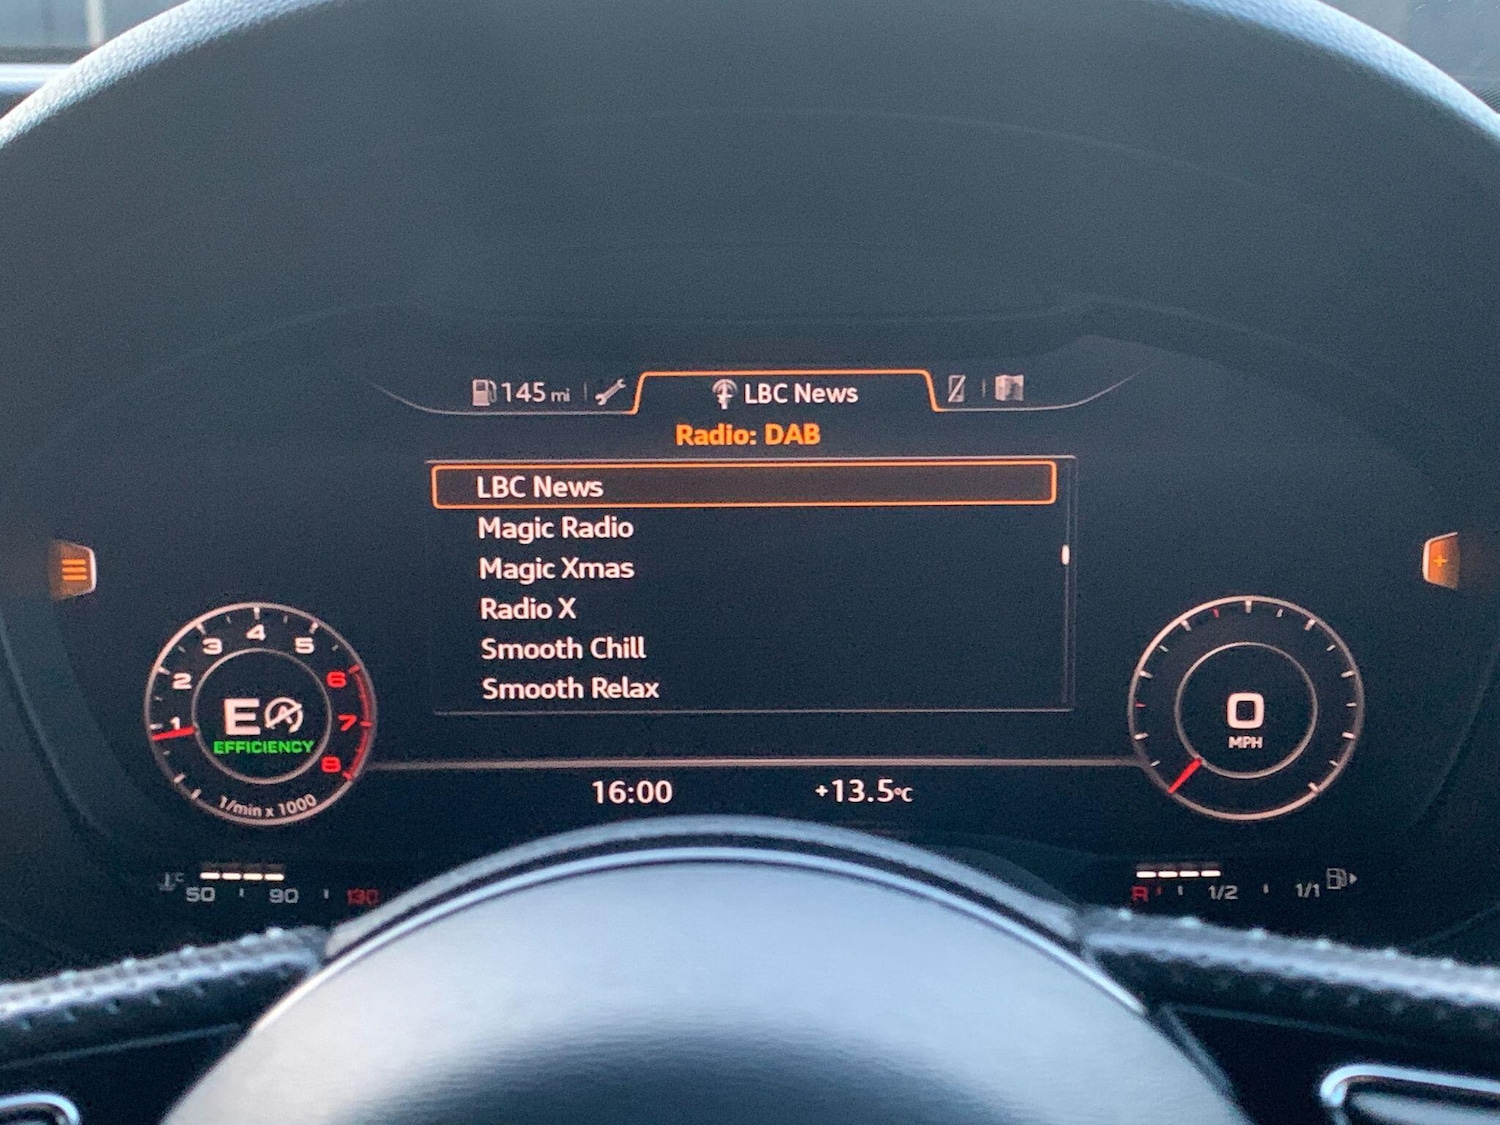 145 mi
LBC News
Radio: DAB
LBC News
Magic Radio
Magic Xmas
Radio X
Smooth Chill
Smooth Relax
1 2 3 4 5 6 7 8
E
EFFICIENCY
1/min x 1000
0
MPH
16:00 +13.5°C
°C 50 90 130
R 1/2 1/1